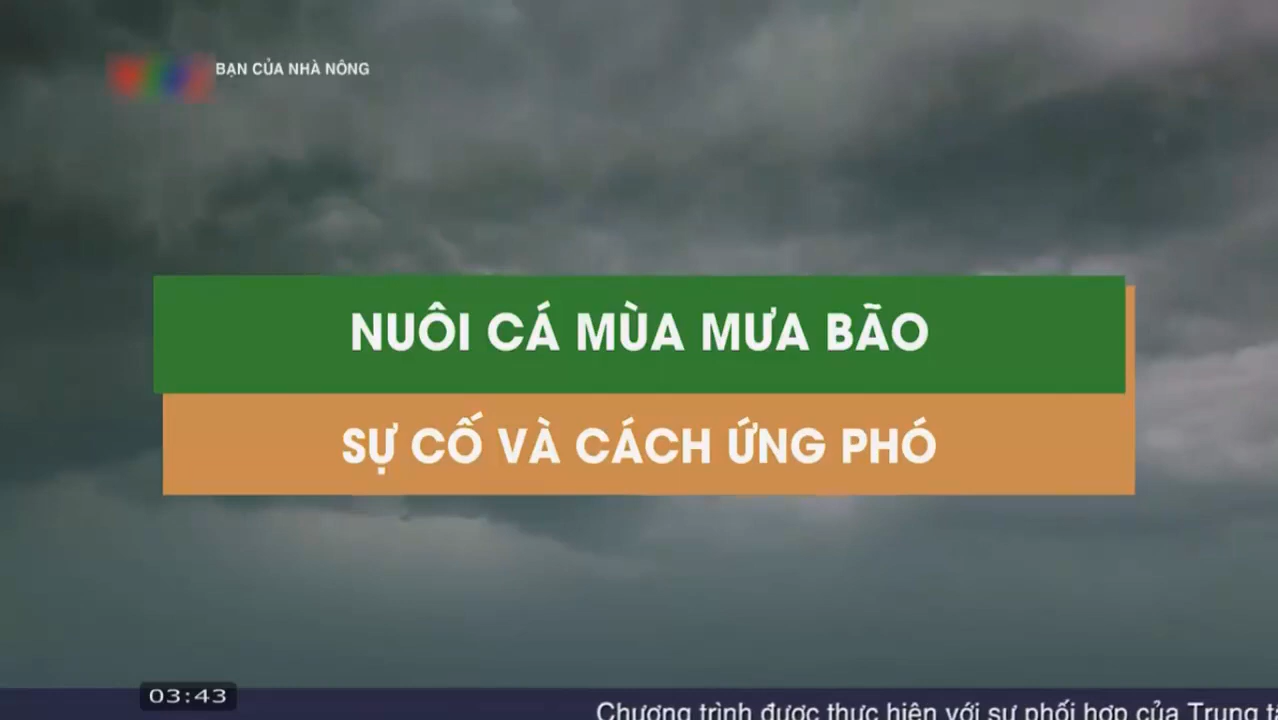 BẠN CỦA NHÀ NÔNG
NUÔI CÁ MÙA MƯA BÃO
SỰ CỐ VÀ CÁCH ỨNG PHÓ
03:43
Chương trình được thực hiện với sự phối hợp của Trung